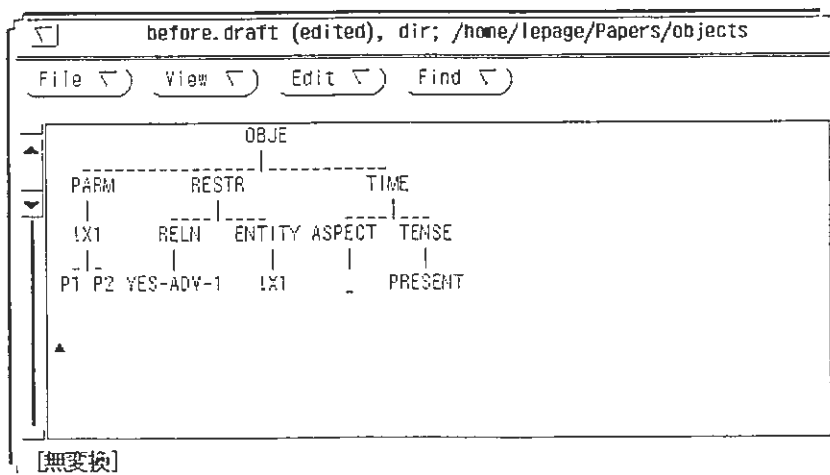 before.draft (edited), dir; /home/lepage/Papers/objects
File View Edit Find
OBJE
PARM RESTR TIME
!X1 RELN ENTITY ASPECT TENSE
P1 P2 YES-ADV-1 !X1 _ PRESENT
[無変換]